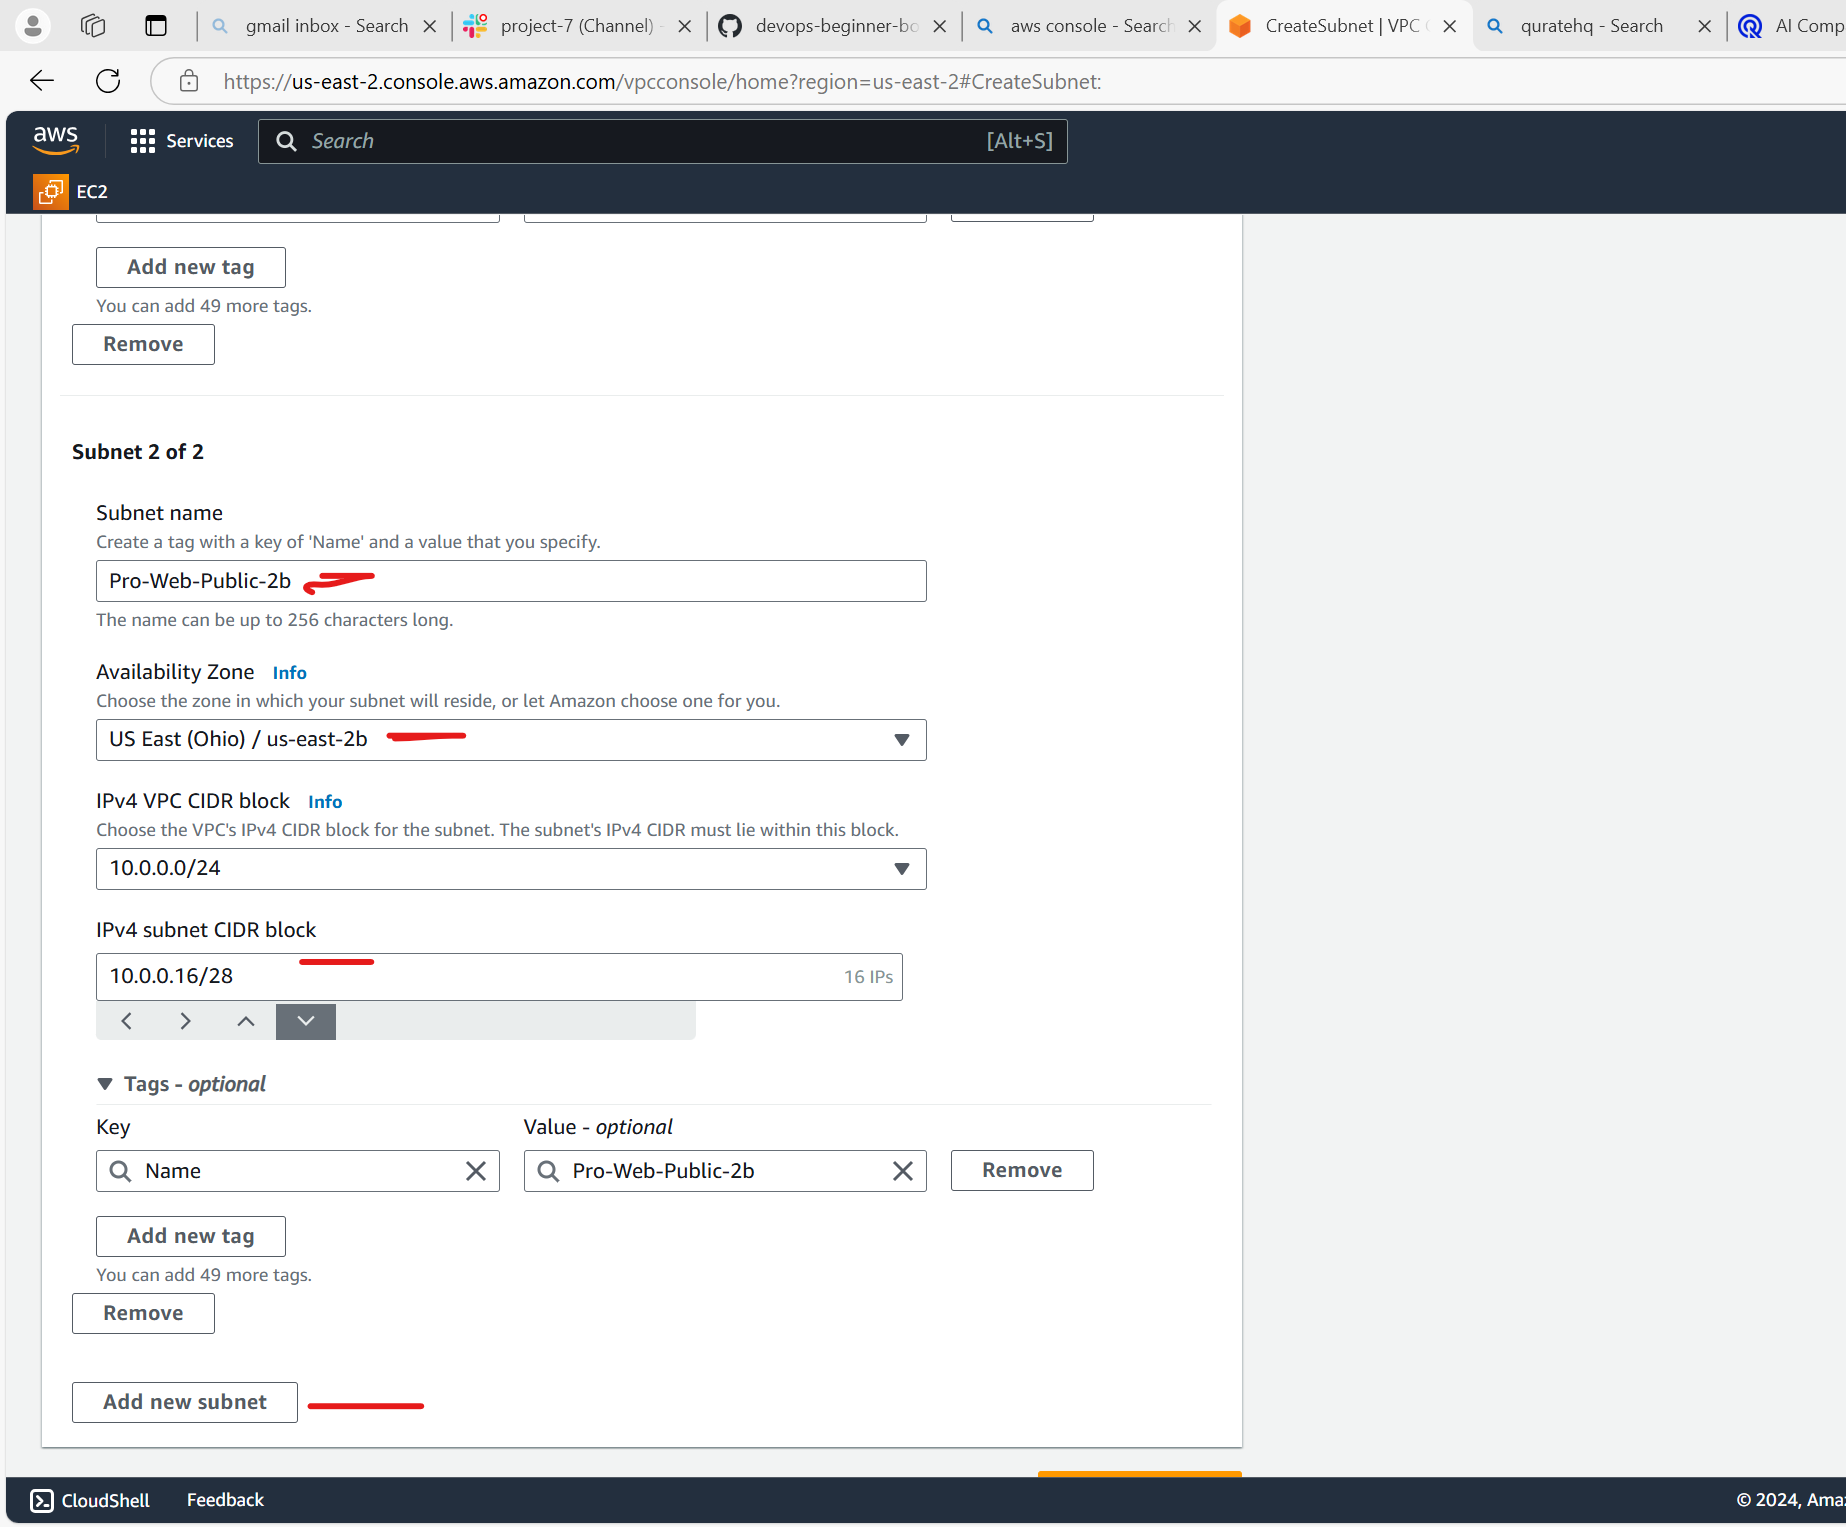 gmail inbox - Search
project-7 (Channel) -
devops-beginner-bo
aws console - Search
CreateSubnet | VPC
quratehq - Search
AI Comp
https://us-east-2.console.aws.amazon.com/vpcconsole/home?region=us-east-2#CreateSubnet:
aws
Services
Search
[Alt+S]
EC2
Add new tag
You can add 49 more tags.
Remove
Subnet 2 of 2
Subnet name
Create a tag with a key of 'Name' and a value that you specify.
Pro-Web-Public-2b
The name can be up to 256 characters long.
Availability Zone Info
Choose the zone in which your subnet will reside, or let Amazon choose one for you.
US East (Ohio) / us-east-2b
IPv4 VPC CIDR block Info
Choose the VPC's IPv4 CIDR block for the subnet. The subnet's IPv4 CIDR must lie within this block.
10.0.0.0/24
IPv4 subnet CIDR block
10.0.0.16/28
16 IPs
Tags - optional
Key
Value - optional
Name
Pro-Web-Public-2b
Remove
Add new tag
You can add 49 more tags.
Remove
Add new subnet
CloudShell
Feedback
© 2024, Ama